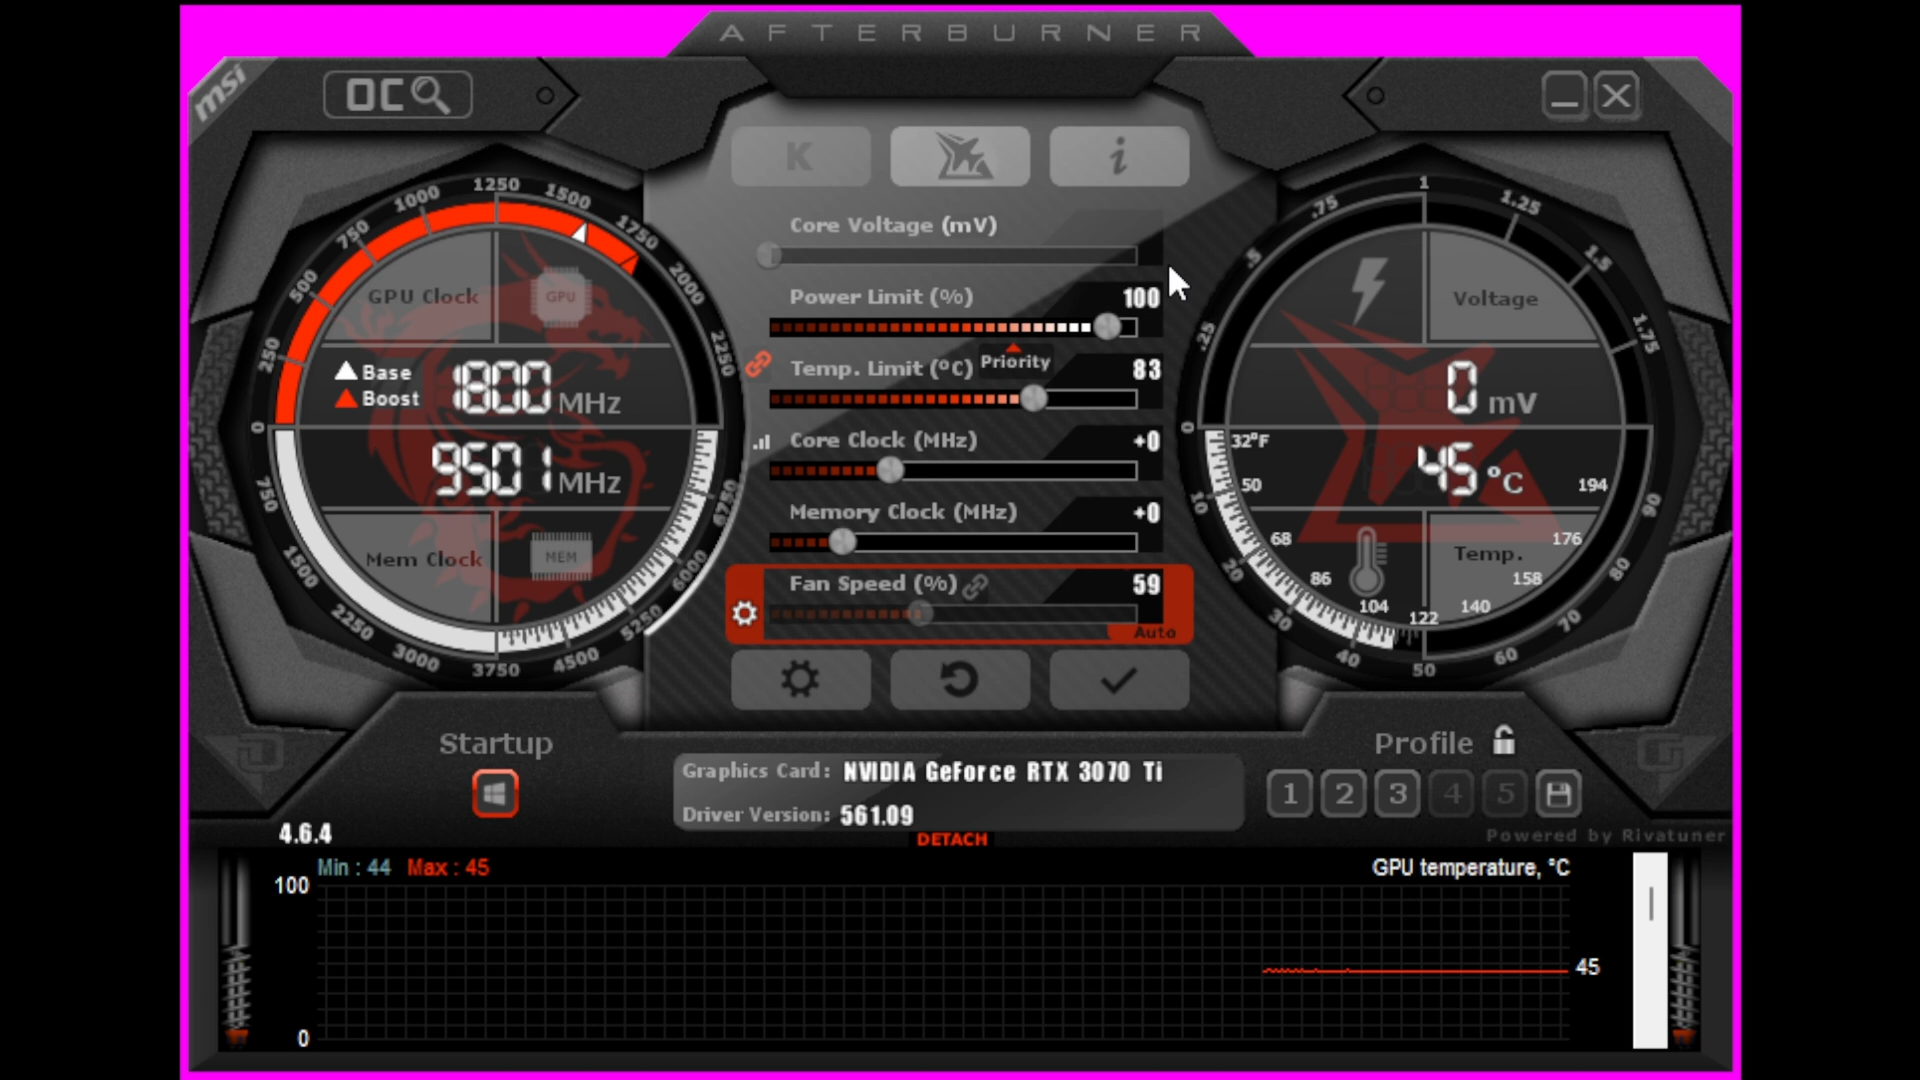 AFTERBURNER
msi
OC
K
i
Core Voltage (mV)
Power Limit (%)
100
Priority
Temp. Limit (°C)
83
Core Clock (MHz)
+0
Memory Clock (MHz)
+0
Fan Speed (%)
59
Auto
0
250
500
750
1000
1250
1500
1750
2000
2250
GPU Clock
GPU
Base
Boost
1800 MHz
9501 MHz
Mem Clock
MEM
750
1500
2250
3000
3750
4500
5250
6000
6750
0
.25
.5
.75
1
1.25
1.5
1.75
Voltage
0 mV
45 °C
Temp.
32°F
50
68
86
104
122
140
158
176
194
10
20
30
40
50
60
70
80
90
Startup
Graphics Card: NVIDIA GeForce RTX 3070 Ti
Driver Version: 561.09
Profile
1 2 3 4 5
4.6.4
DETACH
Powered by Rivatuner
Min : 44 Max : 45
GPU temperature, °C
100
45
0